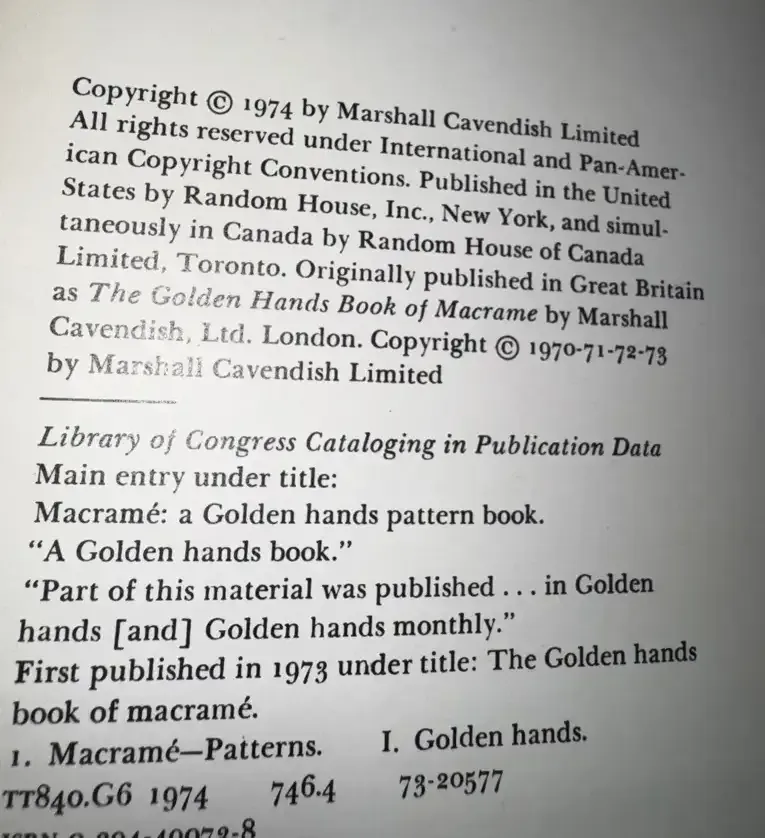 Copyright © 1974 by Marshall Cavendish Limited
All rights reserved under International and Pan-Amer-
ican Copyright Conventions. Published in the United
States by Random House, Inc., New York, and simul-
taneously in Canada by Random House of Canada
Limited, Toronto. Originally published in Great Britain
as The Golden Hands Book of Macrame by Marshall
Cavendish, Ltd. London. Copyright © 1970-71-72-73
by Marshall Cavendish Limited
Library of Congress Cataloging in Publication Data
Main entry under title:
Macramé: a Golden hands pattern book.
“A Golden hands book.”
“Part of this material was published . . . in Golden
hands [and] Golden hands monthly.”
First published in 1973 under title: The Golden hands
book of macramé.
1. Macramé—Patterns. I. Golden hands.
TT840.G6 1974 746.4 73-20577
ISBN 0-394-40072-8